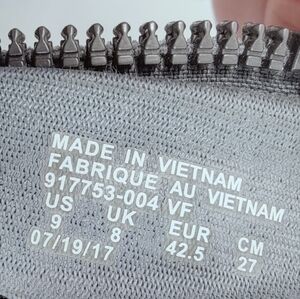 MADE IN VIETNAM
FABRIQUE AU VIETNAM
917753-004 VF
US UK EUR CM
9 8 42.5 27
07/19/17